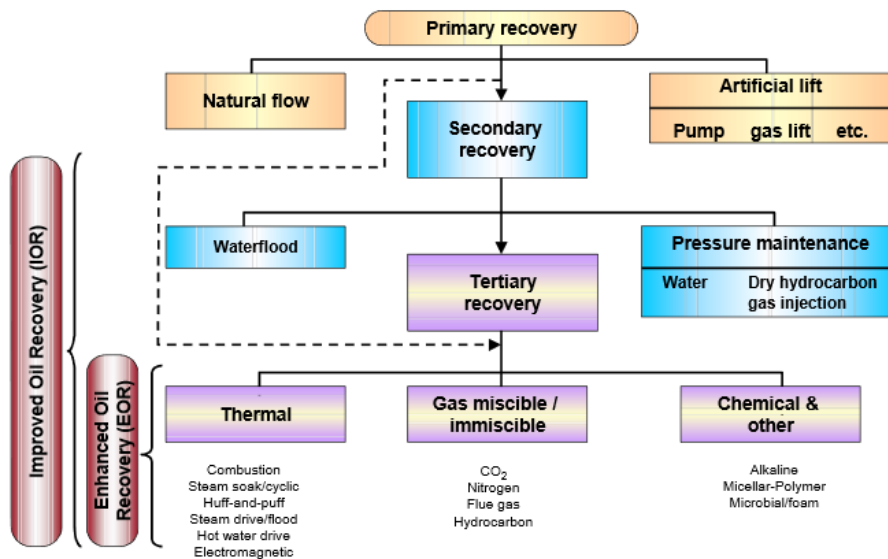 Primary recovery
Natural flow
Artificial lift
Pump gas lift etc.
Secondary
recovery
Waterflood
Pressure maintenance
Water Dry hydrocarbon
gas injection
Tertiary
recovery
Improved Oil Recovery (IOR)
Enhanced Oil
Recovery (EOR)
Thermal
Gas miscible /
immiscible
Chemical &
other
Combustion
Steam soak/cyclic
Huff-and-puff
Steam drive/flood
Hot water drive
Electromagnetic
CO₂
Nitrogen
Flue gas
Hydrocarbon
Alkaline
Micellar-Polymer
Microbial/foam